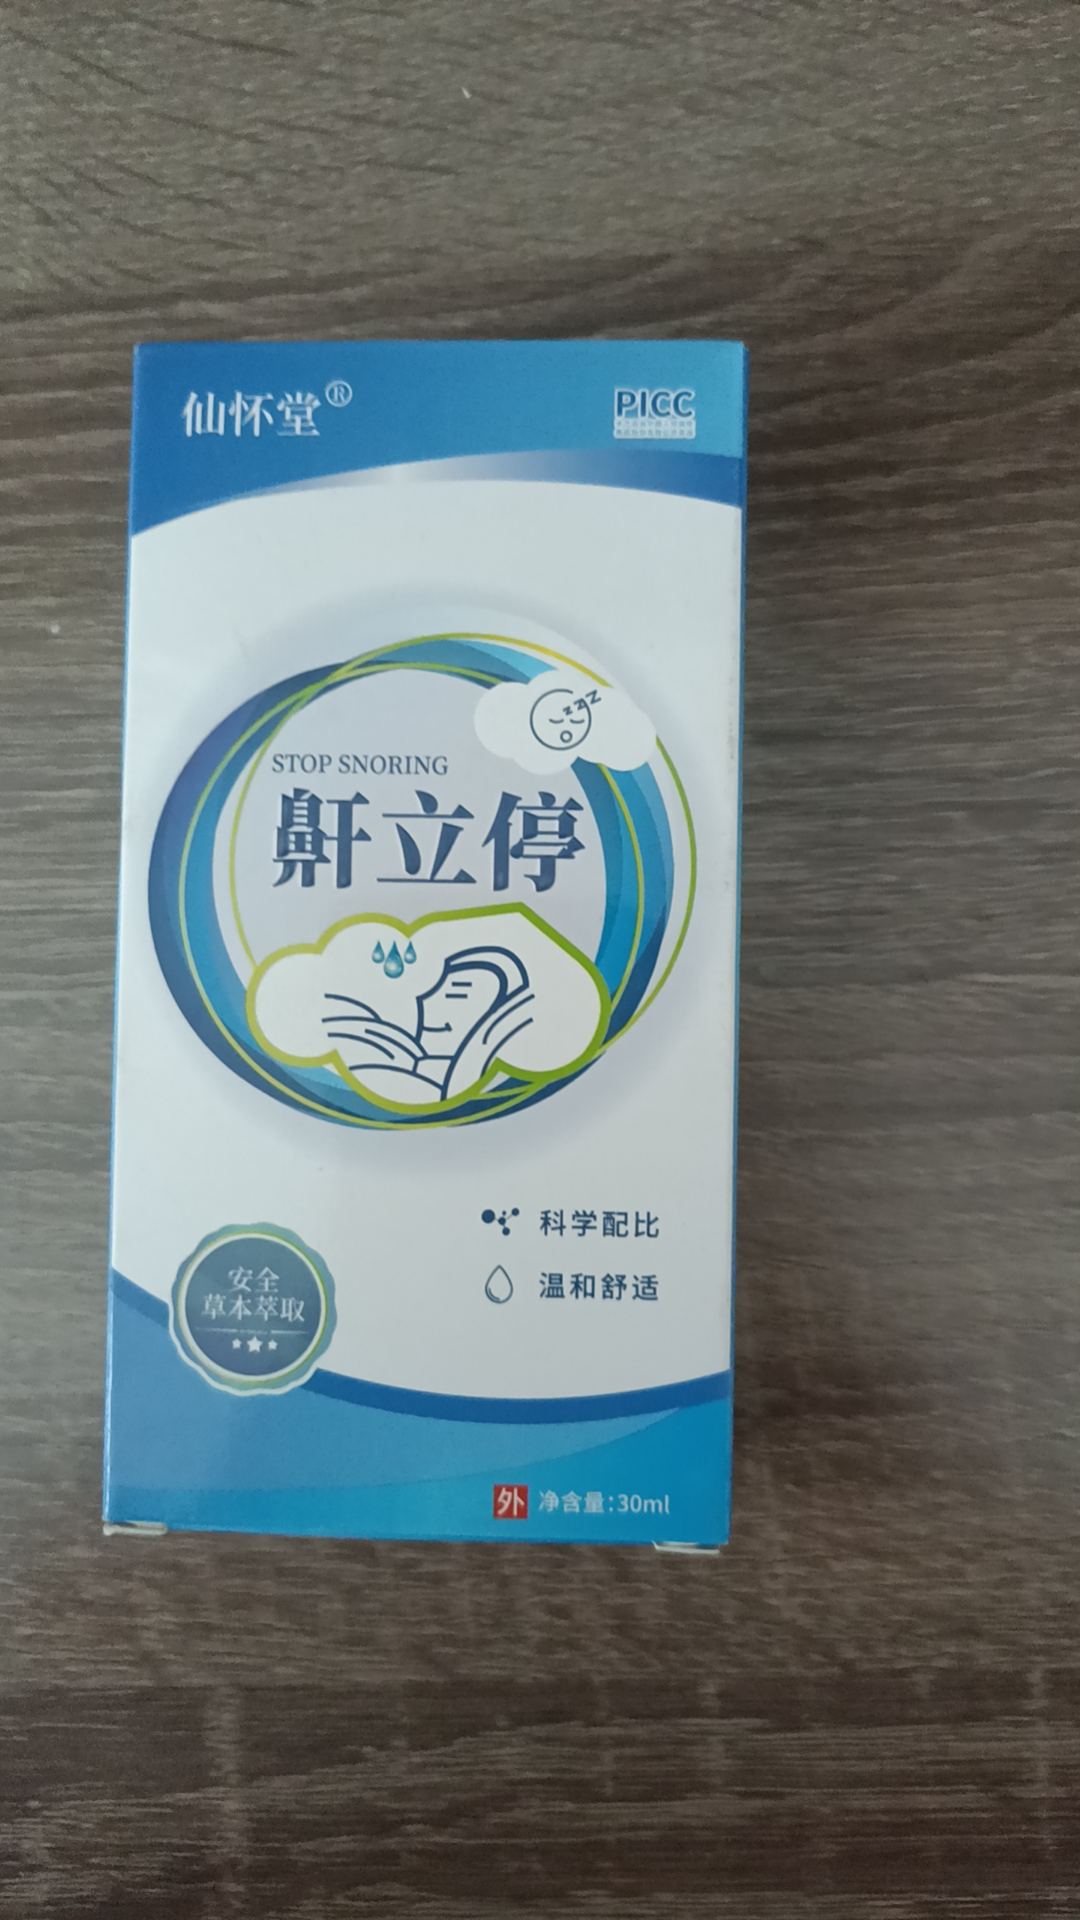 仙怀堂®
PICC
STOP SNORING
鼾立停
科学配比
温和舒适
安全
草本萃取
外 净含量:30ml